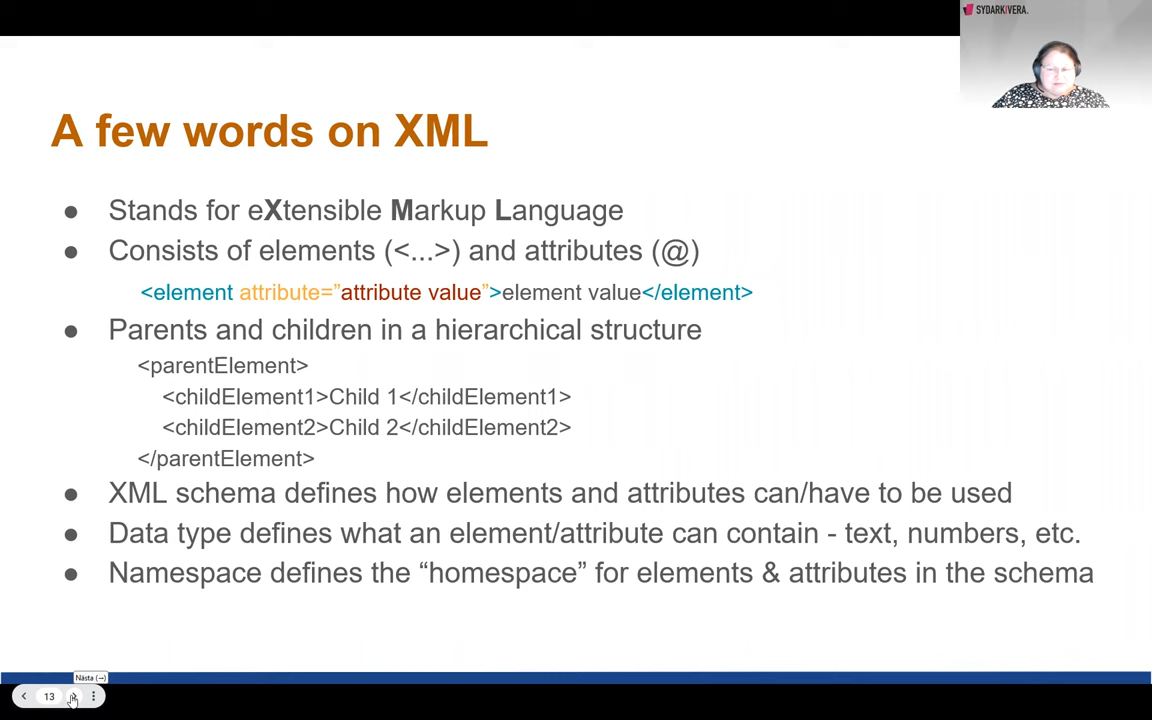 SYDARKIVERA.
A few words on XML
● Stands for eXtensible Markup Language
● Consists of elements (<...>) and attributes (@)
<element attribute=”attribute value”>element value</element>
● Parents and children in a hierarchical structure
<parentElement>
<childElement1>Child 1</childElement1>
<childElement2>Child 2</childElement2>
</parentElement>
● XML schema defines how elements and attributes can/have to be used
● Data type defines what an element/attribute can contain - text, numbers, etc.
● Namespace defines the “homespace” for elements & attributes in the schema
Nästa (→)
13